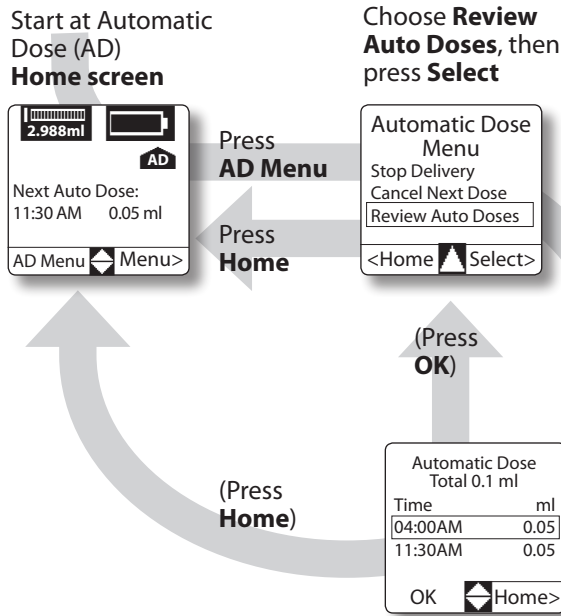 Start at Automatic
Dose (AD)
Home screen
2.988ml
AD
Next Auto Dose:
11:30 AM 0.05 ml
AD Menu Menu>
Press
AD Menu
Press
Home
Choose Review
Auto Doses, then
press Select
Automatic Dose
Menu
Stop Delivery
Cancel Next Dose
Review Auto Doses
<Home Select>
(Press
OK)
(Press
Home)
Automatic Dose
Total 0.1 ml
Time ml
04:00AM 0.05
11:30AM 0.05
OK Home>